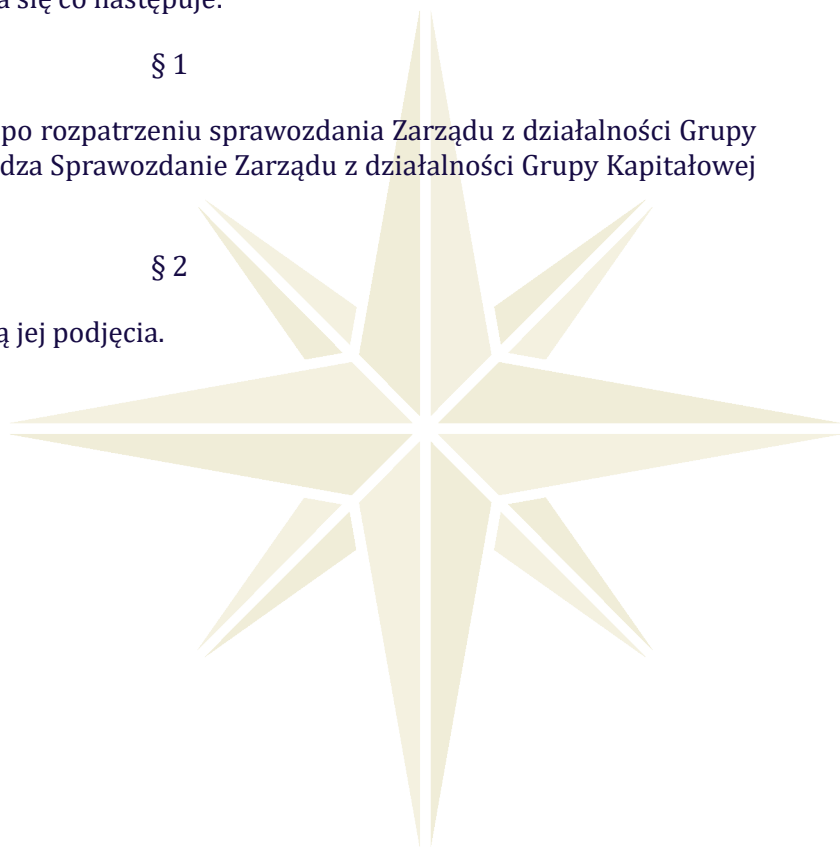 a się co następuje:
§ 1
po rozpatrzeniu sprawozdania Zarządu z działalności Grupy
dza Sprawozdanie Zarządu z działalności Grupy Kapitałowej
§ 2
ą jej podjęcia.